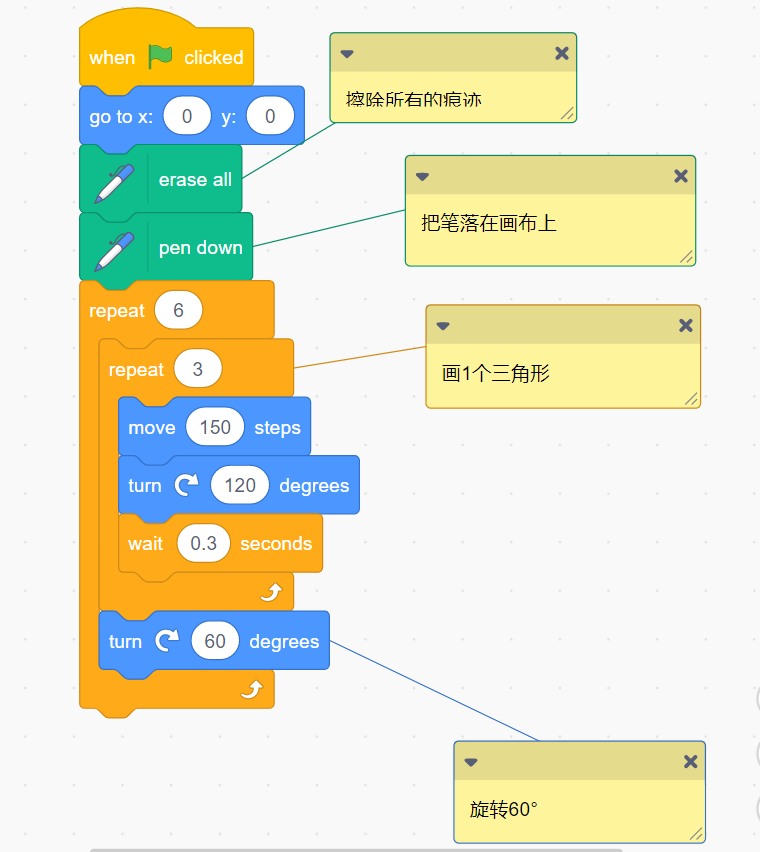 when clicked
go to x: 0 y: 0
擦除所有的痕迹
erase all
把笔落在画布上
pen down
repeat 6
repeat 3
画1个三角形
move 150 steps
turn 120 degrees
wait 0.3 seconds
turn 60 degrees
旋转60°